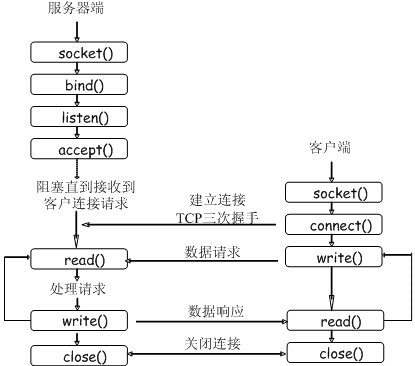 服务器端
socket()
bind()
listen()
accept()
阻塞直到接收到
客户连接请求
read()
处理请求
write()
close()
建立连接
TCP三次握手
数据请求
数据响应
关闭连接
客户端
socket()
connect()
write()
read()
close()